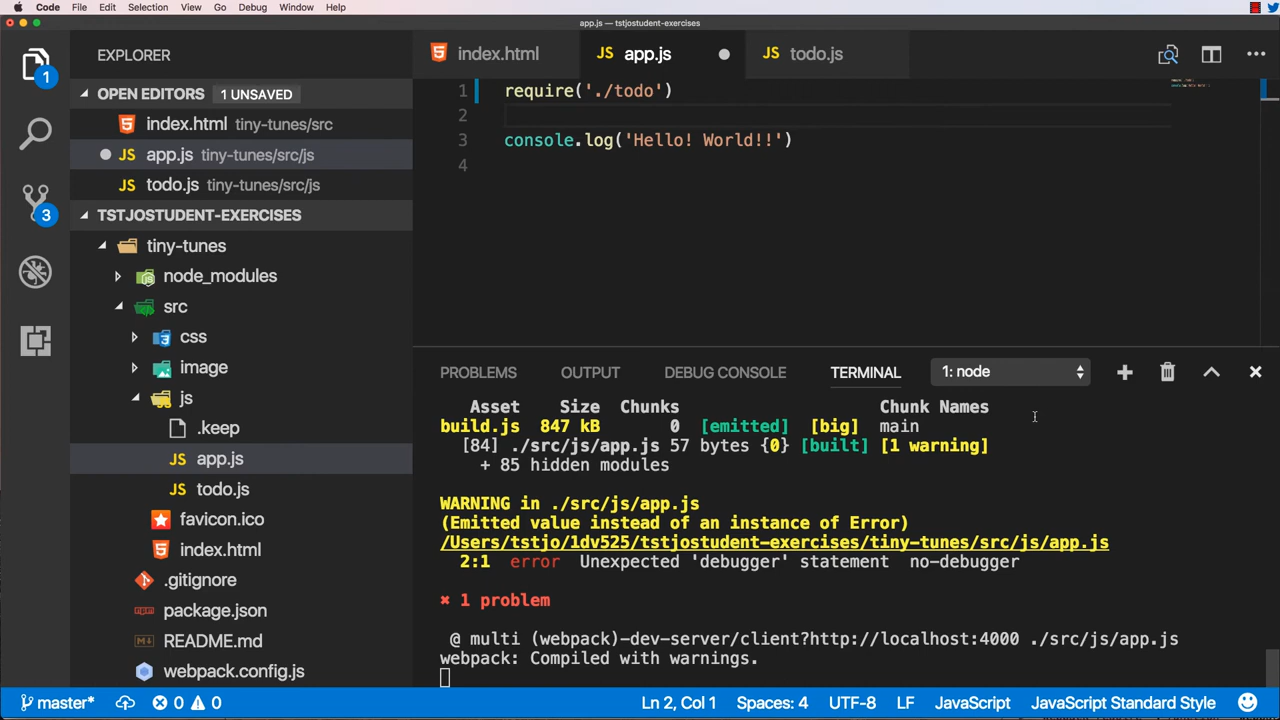 Code File Edit Selection View Go Debug Window Help
app.js — tstjostudent-exercises
EXPLORER
OPEN EDITORS 1 UNSAVED
index.html tiny-tunes/src
JS app.js tiny-tunes/src/js
JS todo.js tiny-tunes/src/js
TSTJOSTUDENT-EXERCISES
tiny-tunes
node_modules
src
css
image
js
.keep
JS app.js
JS todo.js
favicon.ico
index.html
.gitignore
package.json
README.md
webpack.config.js
1
3
index.html JS app.js JS todo.js
1 require('./todo')
2
3 console.log('Hello! World!!')
4
PROBLEMS OUTPUT DEBUG CONSOLE TERMINAL 1: node
Asset Size Chunks Chunk Names
build.js 847 kB 0 [emitted] [big] main
[84] ./src/js/app.js 57 bytes {0} [built] [1 warning]
+ 85 hidden modules
WARNING in ./src/js/app.js
(Emitted value instead of an instance of Error)
/Users/tstjo/1dv525/tstjostudent-exercises/tiny-tunes/src/js/app.js
2:1 error Unexpected 'debugger' statement no-debugger
✖ 1 problem
@ multi (webpack)-dev-server/client?http://localhost:4000 ./src/js/app.js
webpack: Compiled with warnings.
master* 0 0 Ln 2, Col 1 Spaces: 4 UTF-8 LF JavaScript JavaScript Standard Style